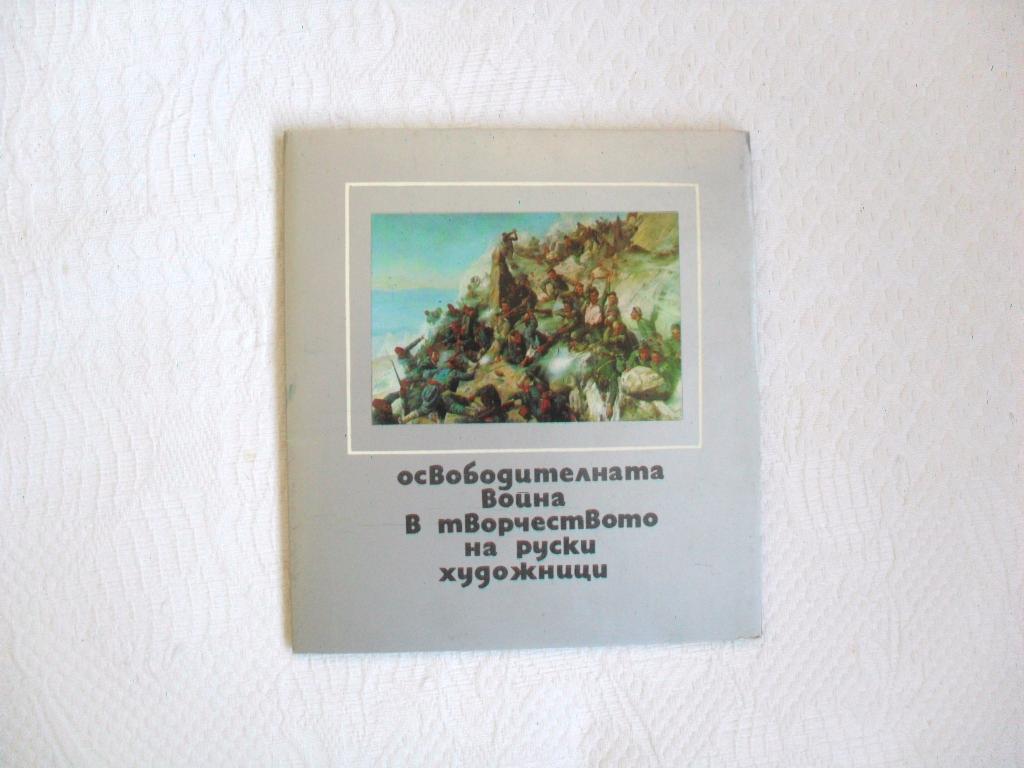 освободителната
война
в творчеството
на руски
художници